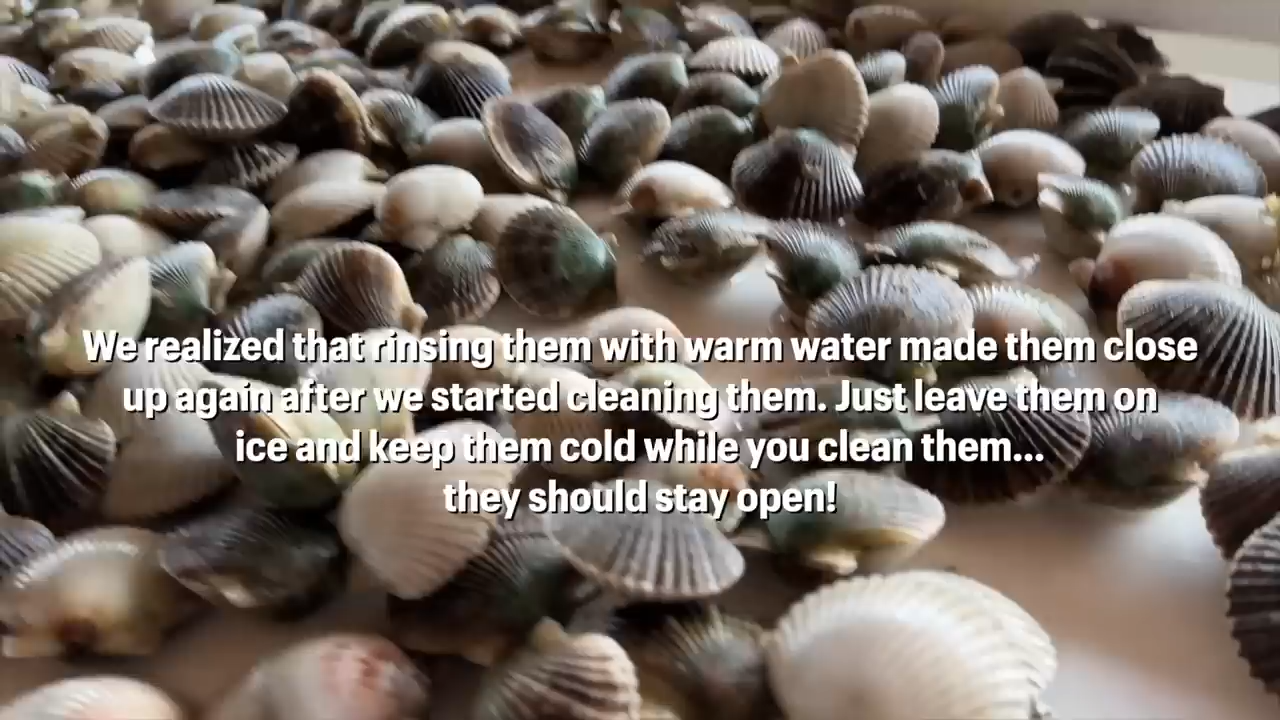 We realized that rinsing them with warm water made them close
up again after we started cleaning them. Just leave them on
ice and keep them cold while you clean them...
they should stay open!